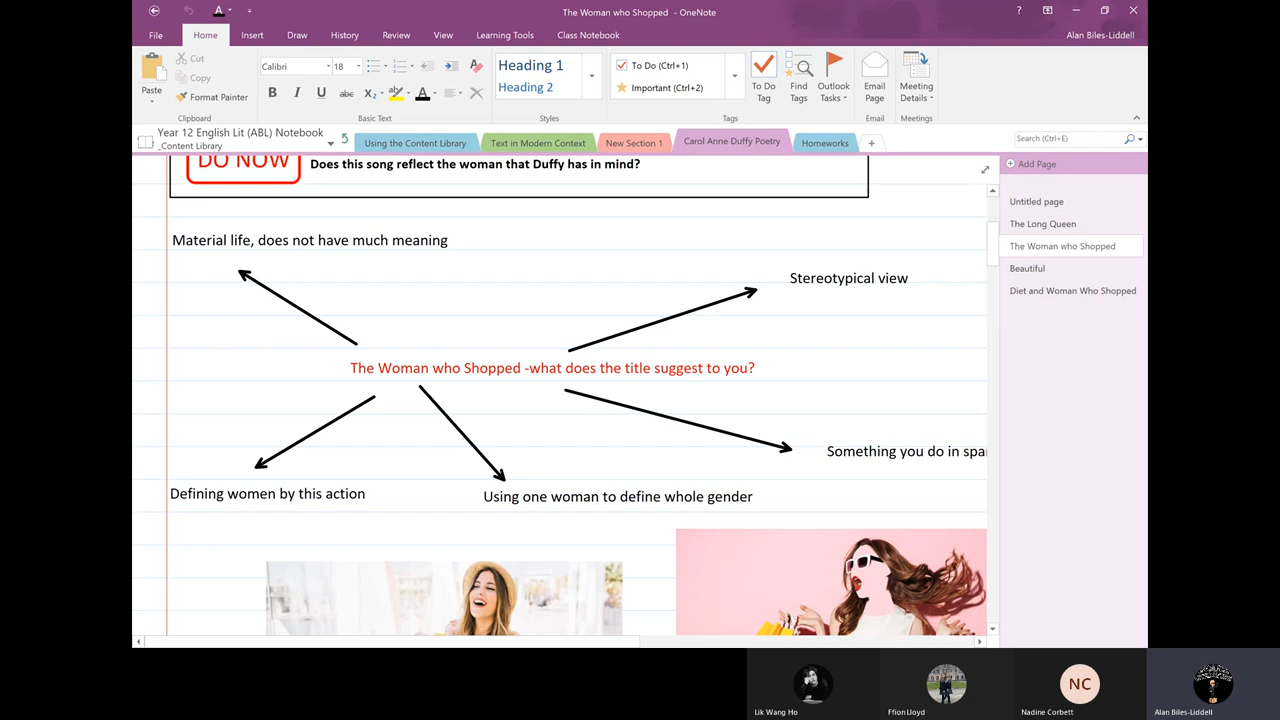 The Woman who Shopped - OneNote
Alan Biles-Liddell
File Home Insert Draw History Review View Learning Tools Class Notebook
Paste
Cut
Copy
Format Painter
Clipboard
Calibri 18
B I U abc X₂ A
Basic Text
Heading 1
Heading 2
Styles
To Do (Ctrl+1)
Important (Ctrl+2)
To Do
Tag
Find
Tags
Tags
Outlook
Tasks
Email
Page
Email
Meeting
Details
Meetings
Year 12 English Lit (ABL) Notebook
_Content Library
Using the Content Library
Text in Modern Context
New Section 1
Carol Anne Duffy Poetry
Homeworks
Search (Ctrl+E)
Add Page
Untitled page
The Long Queen
The Woman who Shopped
Beautiful
Diet and Woman Who Shopped
DO NOW
Does this song reflect the woman that Duffy has in mind?
Material life, does not have much meaning
Stereotypical view
The Woman who Shopped -what does the title suggest to you?
Something you do in
Defining women by this action
Using one woman to define whole gender
NC
Lik Wang Ho
Ffion Lloyd
Nadine Corbett
Alan Biles-Liddell